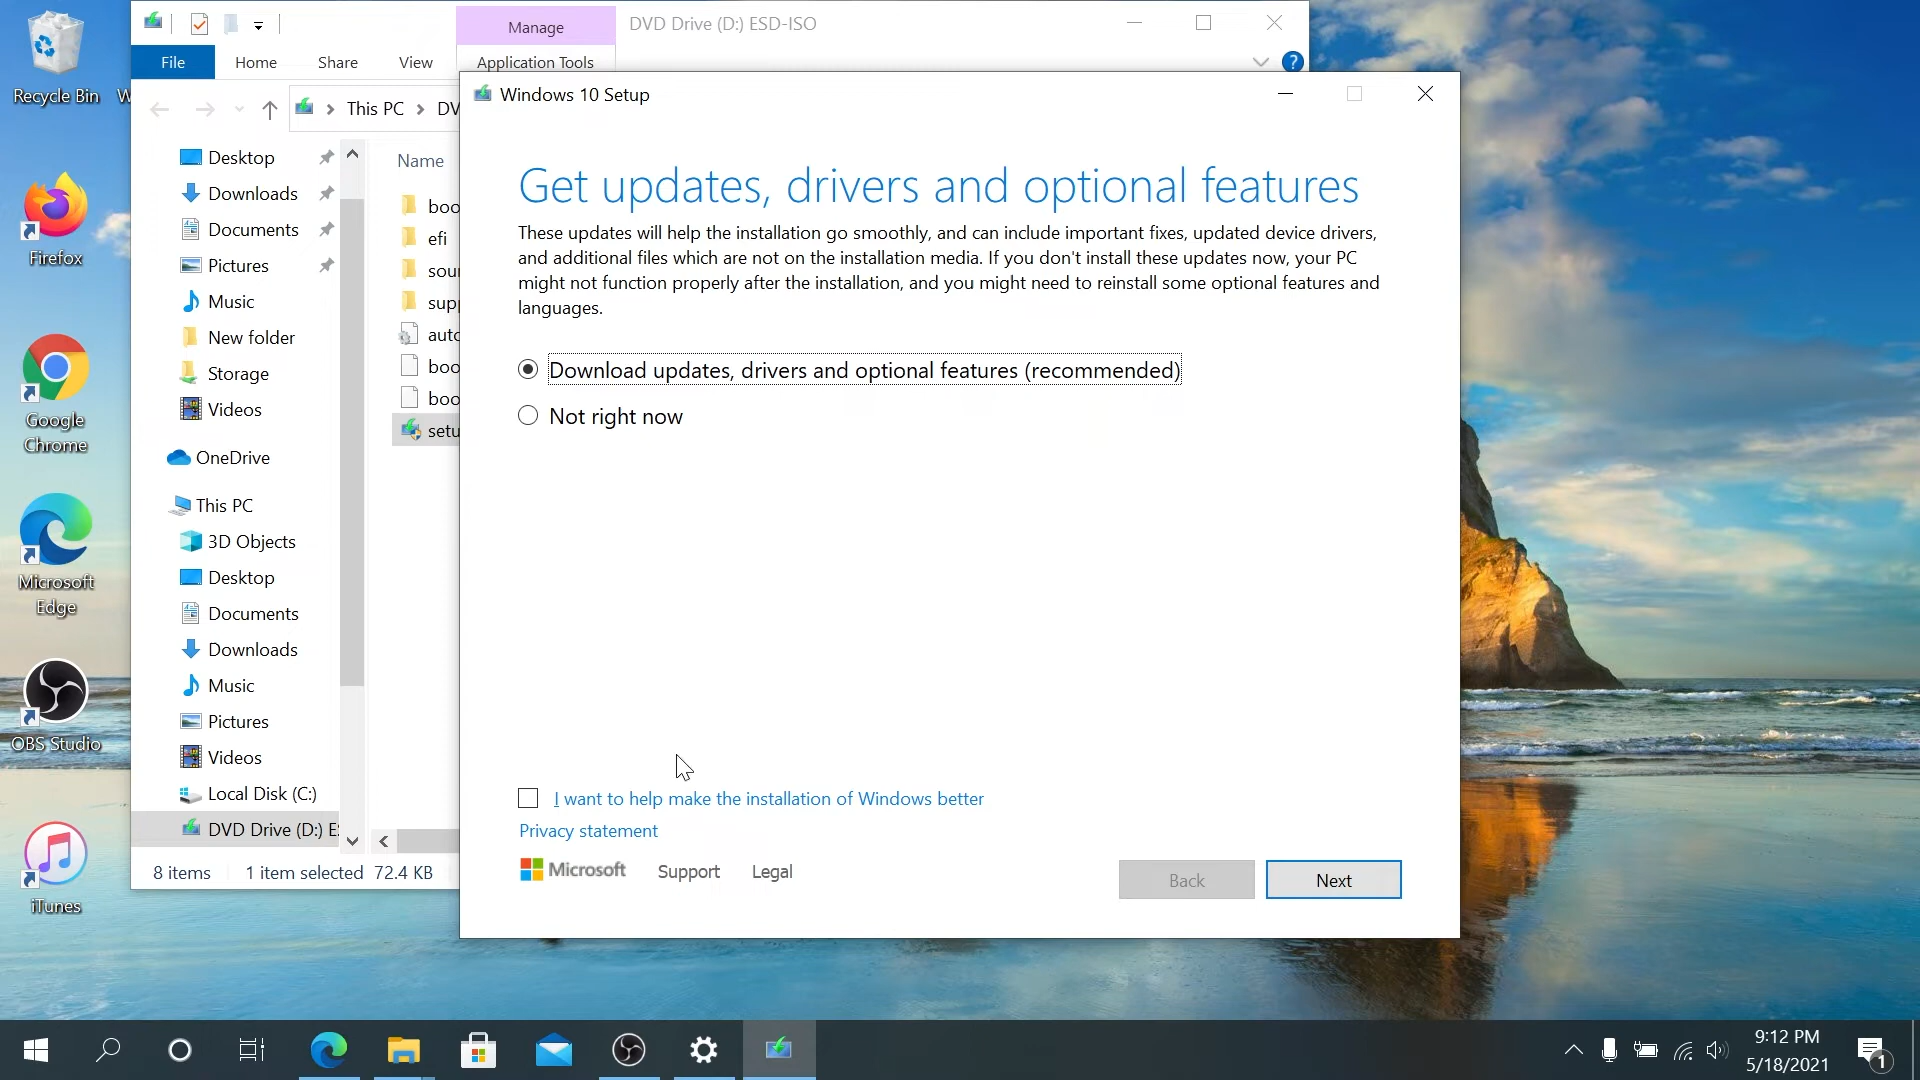 Recycle Bin
W
Firefox
Google
Chrome
Microsoft
Edge
OBS Studio
iTunes
Manage
DVD Drive (D:) ESD-ISO
File
Home
Share
View
Application Tools
?
This PC
DV
Desktop
Downloads
Documents
Pictures
Music
New folder
Storage
Videos
OneDrive
This PC
3D Objects
Desktop
Documents
Downloads
Music
Pictures
Videos
Local Disk (C:)
DVD Drive (D:) E
Name
boo
efi
sour
supp
auto
boo
boo
setu
8 items
1 item selected 72.4 KB
Windows 10 Setup
Get updates, drivers and optional features
These updates will help the installation go smoothly, and can include important fixes, updated device drivers,
and additional files which are not on the installation media. If you don't install these updates now, your PC
might not function properly after the installation, and you might need to reinstall some optional features and
languages.
Download updates, drivers and optional features (recommended)
Not right now
I want to help make the installation of Windows better
Privacy statement
Microsoft
Support
Legal
Back
Next
9:12 PM
5/18/2021
1